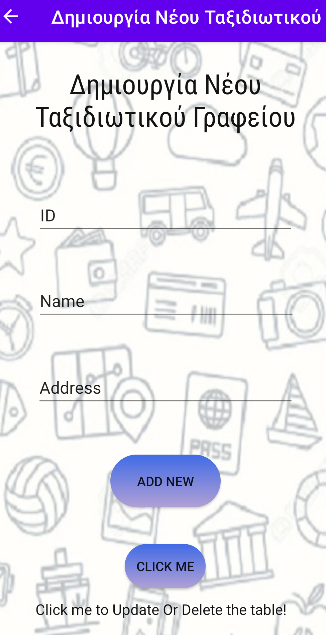 Δημιουργία Νέου Ταξιδιωτικού
Δημιουργία Νέου
Ταξιδιωτικού Γραφείου
ID
Name
Address
PASS
ADD NEW
CLICK ME
Click me to Update Or Delete the table!